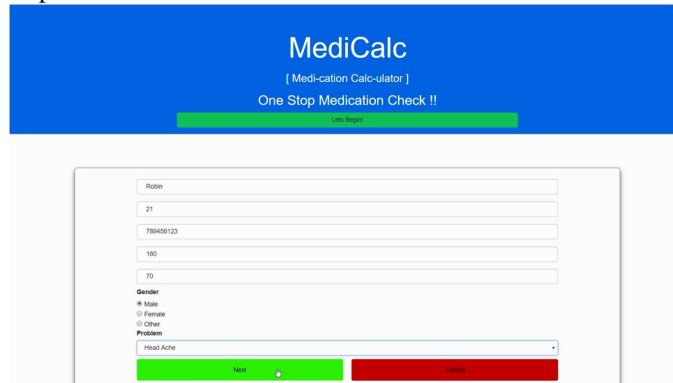 MediCalc
[ Medi-cation Calc-ulator ]
One Stop Medication Check !!
Lets Begin!
Robin
21
789456123
160
70
Gender
Male
Female
Other
Problem
Head Ache
Next
Cancel